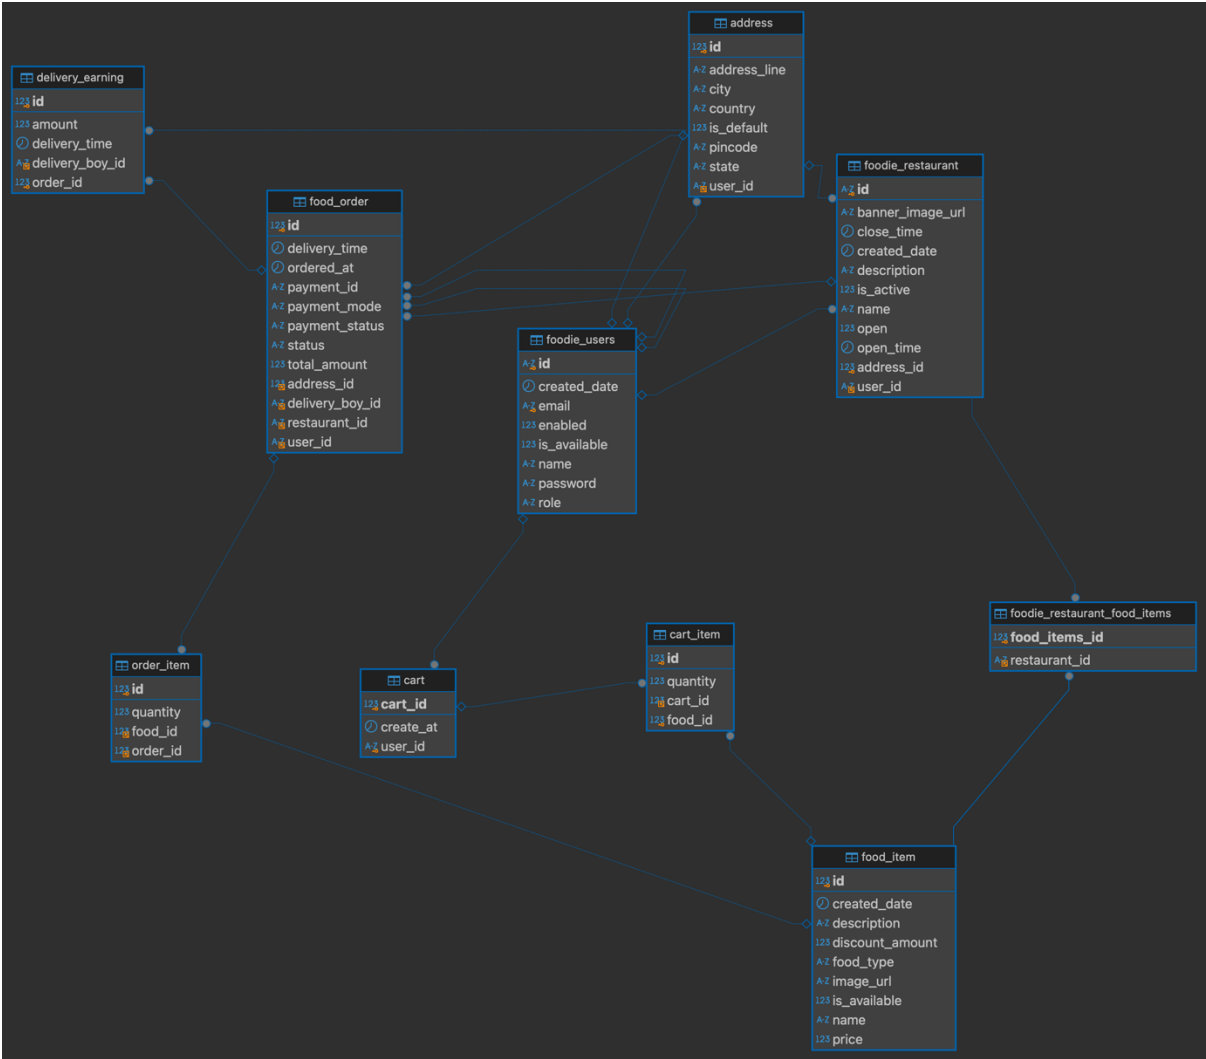 address
id
address_line
city
country
is_default
pincode
state
user_id
delivery_earning
id
amount
delivery_time
delivery_boy_id
order_id
foodie_restaurant
id
banner_image_url
close_time
created_date
description
is_active
name
open
open_time
address_id
user_id
food_order
id
delivery_time
ordered_at
payment_id
payment_mode
payment_status
status
total_amount
address_id
delivery_boy_id
restaurant_id
user_id
foodie_users
id
created_date
email
enabled
is_available
name
password
role
foodie_restaurant_food_items
food_items_id
restaurant_id
cart_item
id
quantity
cart_id
food_id
order_item
id
quantity
food_id
order_id
cart
cart_id
create_at
user_id
food_item
id
created_date
description
discount_amount
food_type
image_url
is_available
name
price